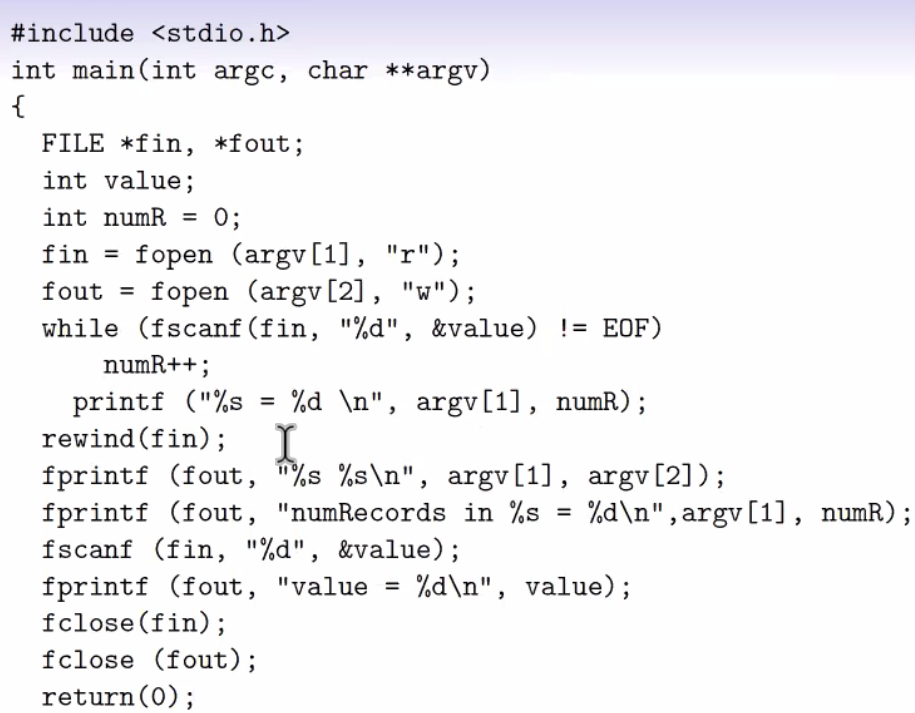 #include <stdio.h>
int main(int argc, char **argv)
{
FILE *fin, *fout;
int value;
int numR = 0;
fin = fopen (argv[1], "r");
fout = fopen (argv[2], "w");
while (fscanf(fin, "%d", &value) != EOF)
numR++;
printf ("%s = %d \n", argv[1], numR);
rewind(fin);
fprintf (fout, "%s %s\n", argv[1], argv[2]);
fprintf (fout, "numRecords in %s = %d\n",argv[1], numR);
fscanf (fin, "%d", &value);
fprintf (fout, "value = %d\n", value);
fclose(fin);
fclose (fout);
return(0);